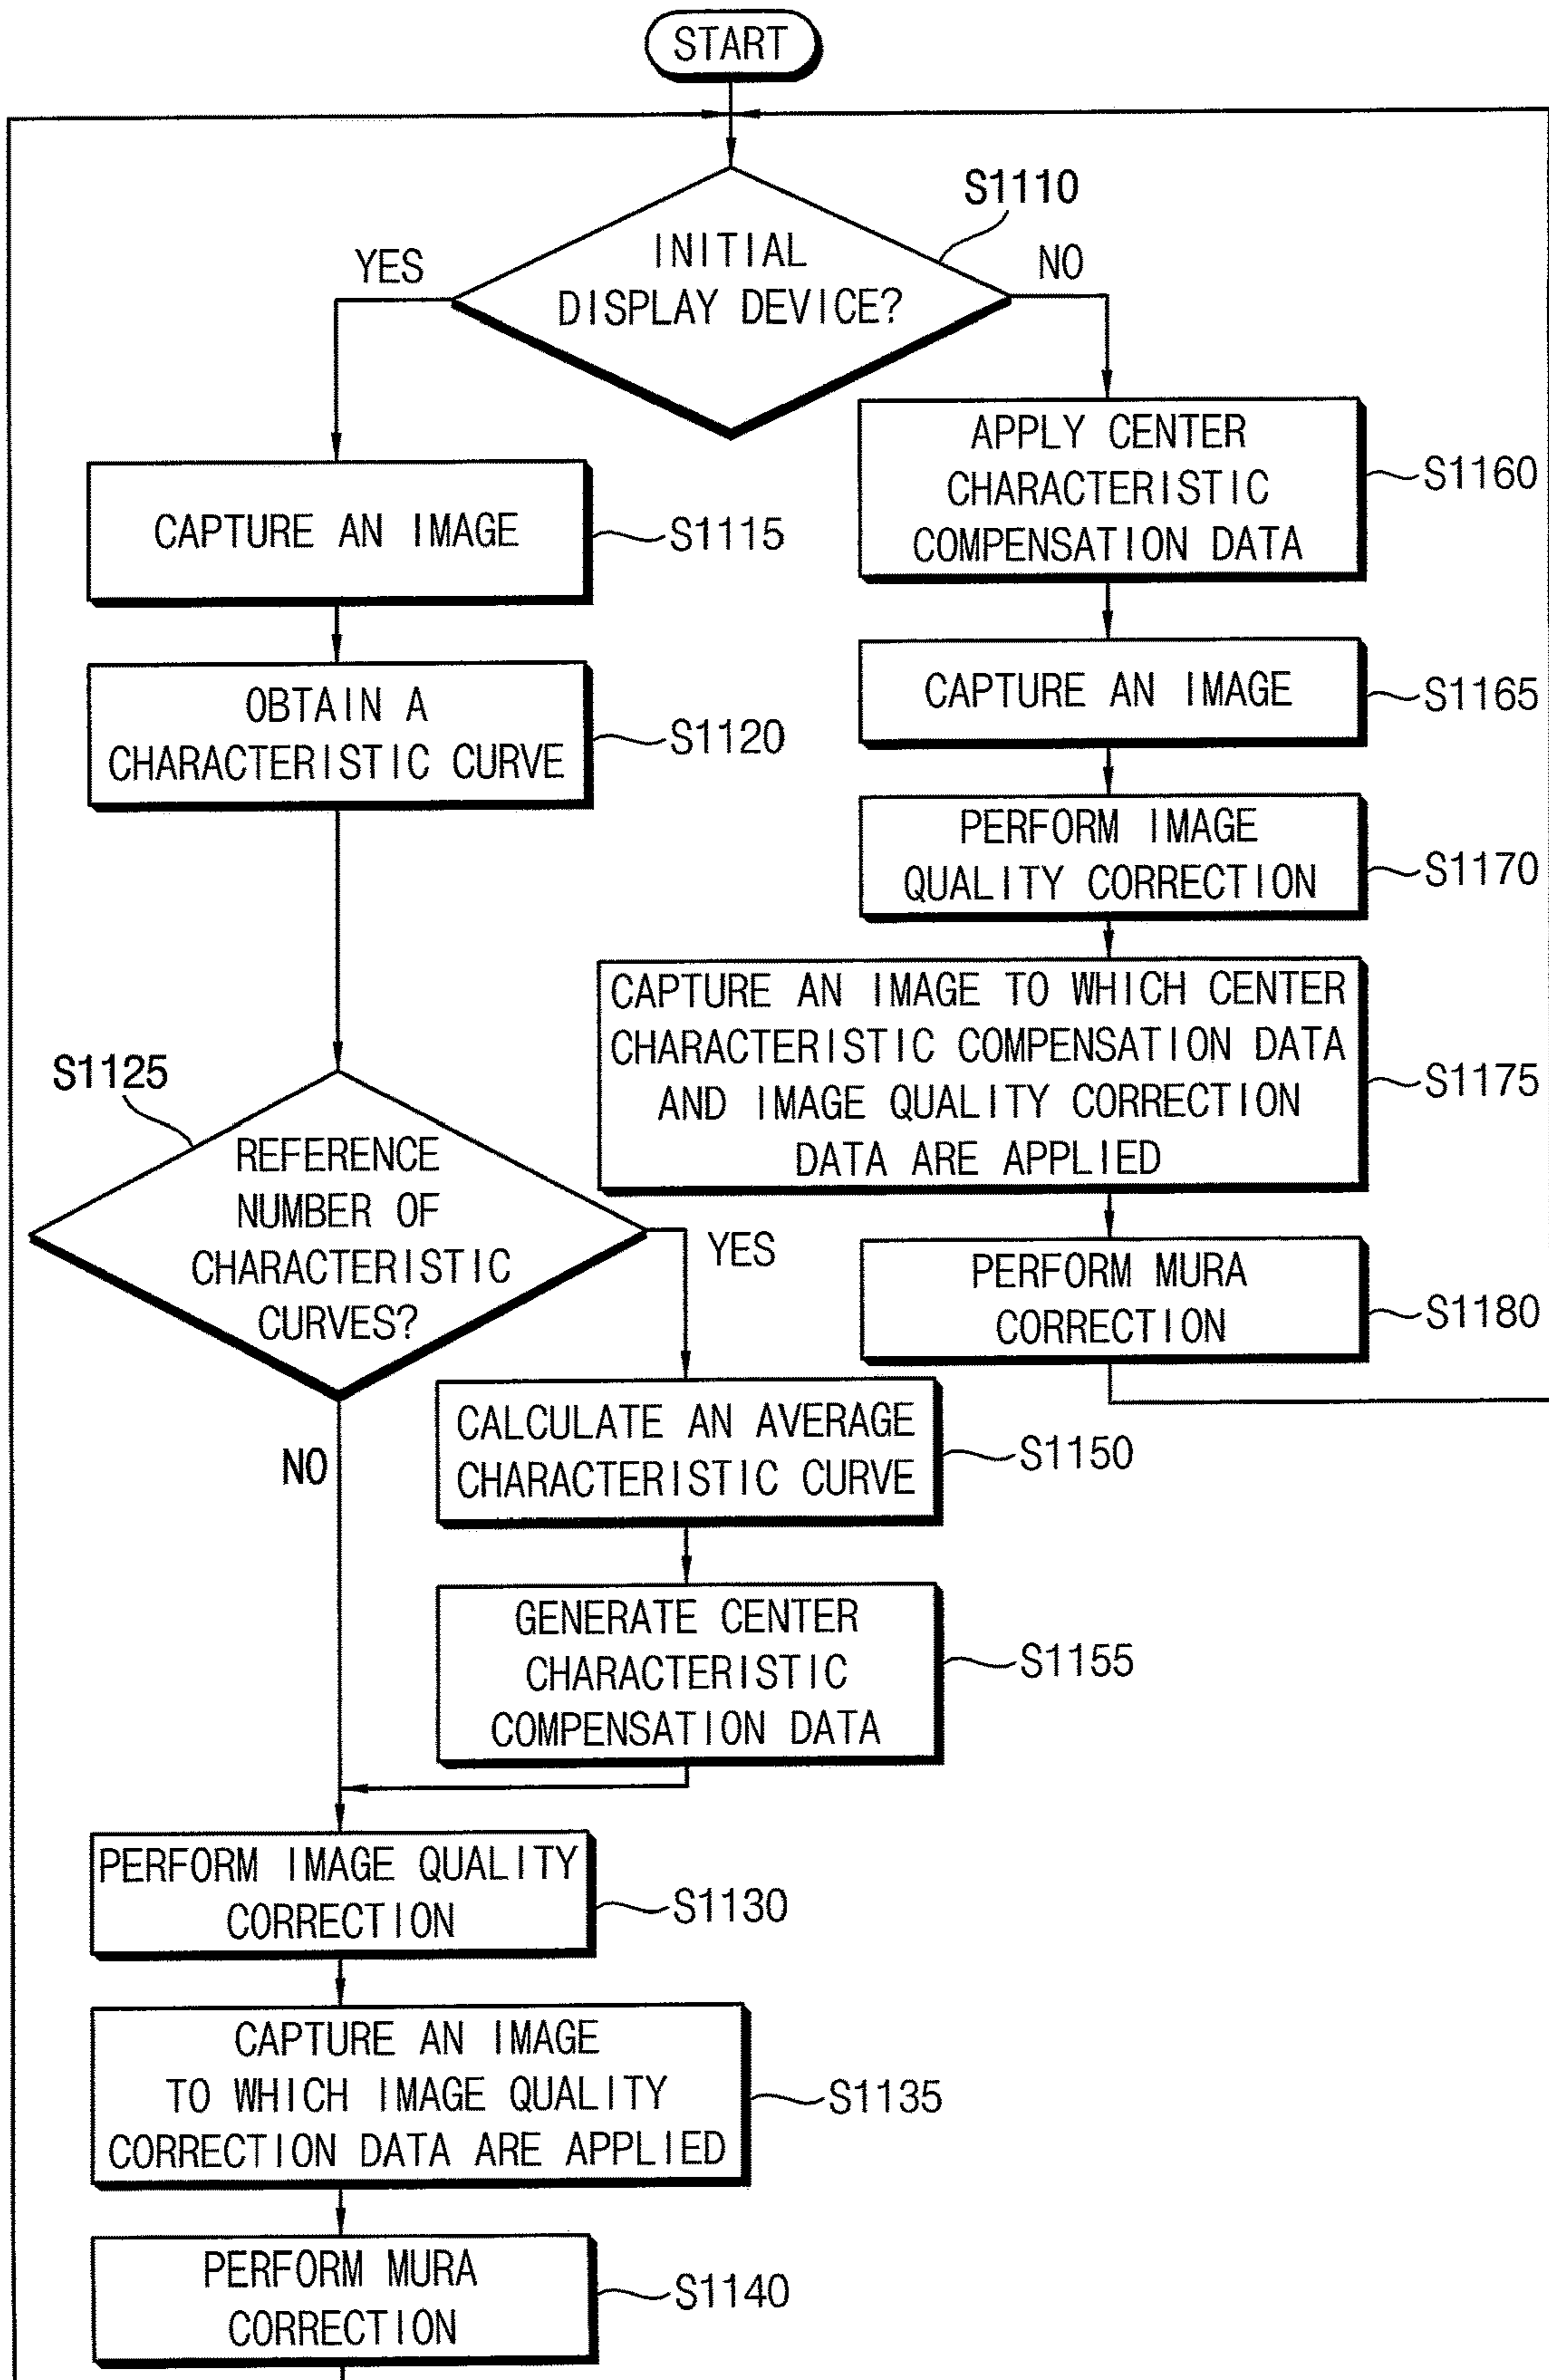 START
S1110
YES
INITIAL
DISPLAY DEVICE?
NO
CAPTURE AN IMAGE
S1115
OBTAIN A
CHARACTERISTIC CURVE
S1120
S1125
REFERENCE
NUMBER OF
CHARACTERISTIC
CURVES?
YES
NO
CALCULATE AN AVERAGE
CHARACTERISTIC CURVE
S1150
GENERATE CENTER
CHARACTERISTIC
COMPENSATION DATA
S1155
PERFORM IMAGE QUALITY
CORRECTION
S1130
CAPTURE AN IMAGE
TO WHICH IMAGE QUALITY
CORRECTION DATA ARE APPLIED
S1135
PERFORM MURA
CORRECTION
S1140
APPLY CENTER
CHARACTERISTIC
COMPENSATION DATA
S1160
CAPTURE AN IMAGE
S1165
PERFORM IMAGE
QUALITY CORRECTION
S1170
CAPTURE AN IMAGE TO WHICH CENTER
CHARACTERISTIC COMPENSATION DATA
AND IMAGE QUALITY CORRECTION
DATA ARE APPLIED
S1175
PERFORM MURA
CORRECTION
S1180